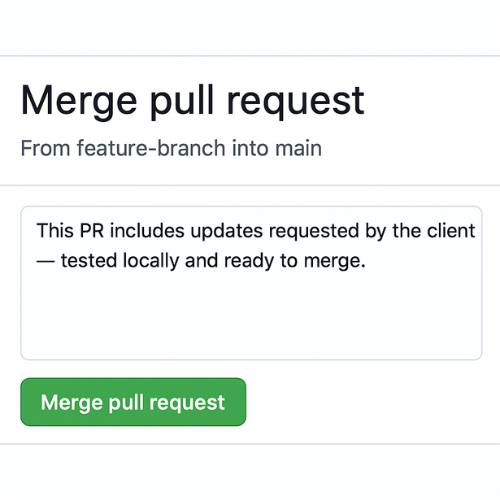 Merge pull request
From feature-branch into main
This PR includes updates requested by the client
— tested locally and ready to merge.
Merge pull request